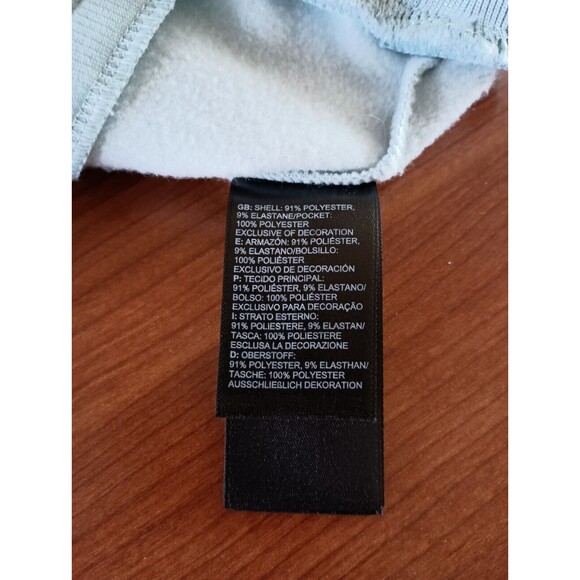 GB: SHELL: 91% POLYESTER,
9% ELASTANE/POCKET:
100% POLYESTER
EXCLUSIVE OF DECORATION
E: ARMAZÓN: 91% POLIÉSTER,
9% ELASTANO/BOLSILLO:
100% POLIÉSTER
EXCLUSIVO DE DECORACIÓN
P: TECIDO PRINCIPAL:
91% POLIÉSTER, 9% ELASTANO/
BOLSO: 100% POLIÉSTER
EXCLUSIVO PARA DECORAÇÃO
I: STRATO ESTERNO:
91% POLIESTERE, 9% ELASTAN/
TASCA: 100% POLIESTERE
ESCLUSA LA DECORAZIONE
D: OBERSTOFF:
91% POLYESTER, 9% ELASTHAN/
TASCHE: 100% POLYESTER
AUSSCHLIEßLICH DEKORATION